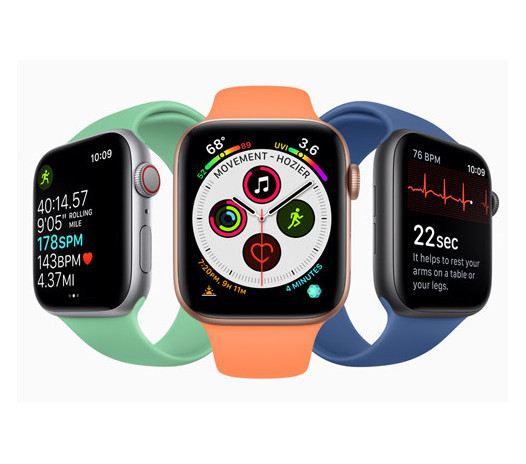 10:09
40:14.57
9'05" ROLLING MILE
178SPM
143BPM
4.37MI
68°
52
89
UVI
3.6
MOVEMENT - HOZIER
7:20PM, 9H 11M
4 MINUTES
76 BPM
10:09
22sec
It helps to rest your
arms on a table or
your legs.